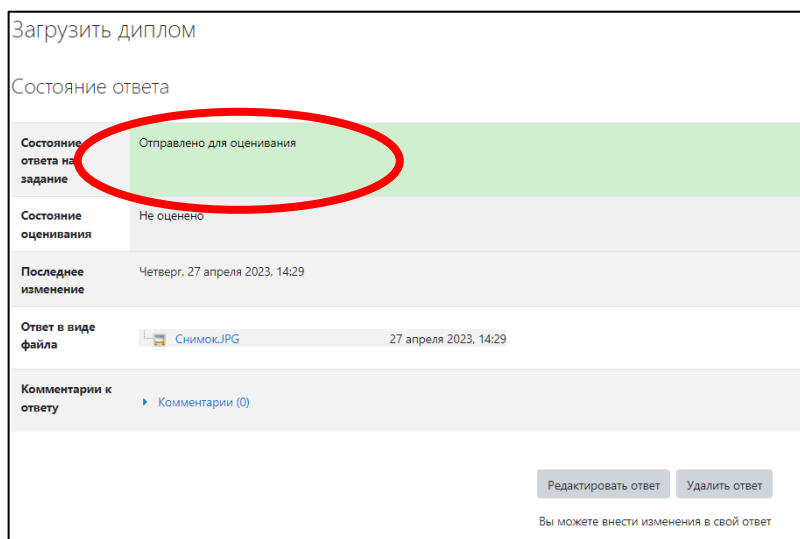 Загрузить диплом
Состояние ответа
Состояние ответа на задание
Отправлено для оценивания
Состояние оценивания
Не оценено
Последнее изменение
Четверг, 27 апреля 2023, 14:29
Ответ в виде файла
Снимок.JPG 27 апреля 2023, 14:29
Комментарии к ответу
Комментарии (0)
Редактировать ответ Удалить ответ
Вы можете внести изменения в свой ответ